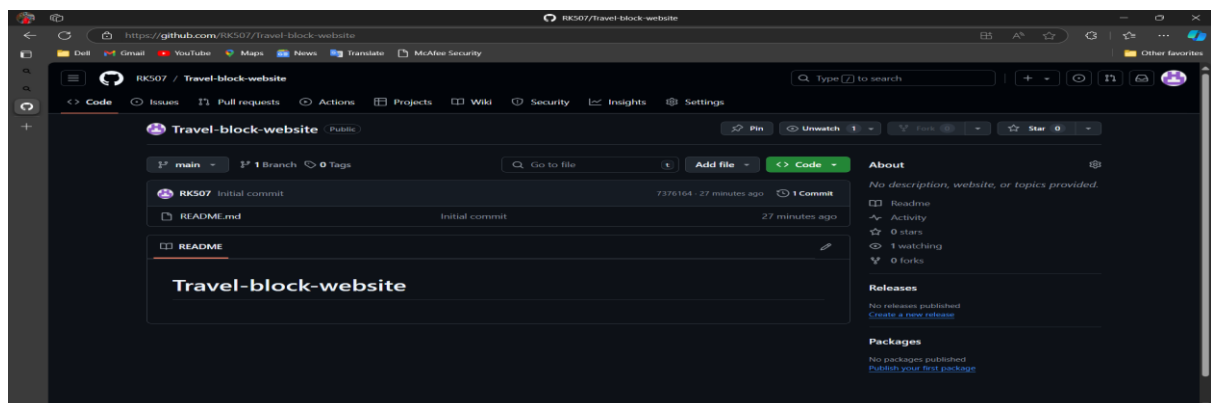 RK507/Travel-block-website
https://github.com/RK507/Travel-block-website
Dell Gmail YouTube Maps News Translate McAfee Security Other favorites
RK507 / Travel-block-website Type / to search
Code Issues Pull requests Actions Projects Wiki Security Insights Settings
Travel-block-website Public Pin Unwatch 1 Fork 0 Star 0
main 1 Branch 0 Tags Go to file t Add file Code About
No description, website, or topics provided.
RK507 Initial commit 7376164 · 27 minutes ago 1 Commit
Readme
README.md Initial commit 27 minutes ago
Activity
0 stars
README
1 watching
0 forks
Travel-block-website
Releases
No releases published
Create a new release
Packages
No packages published
Publish your first package